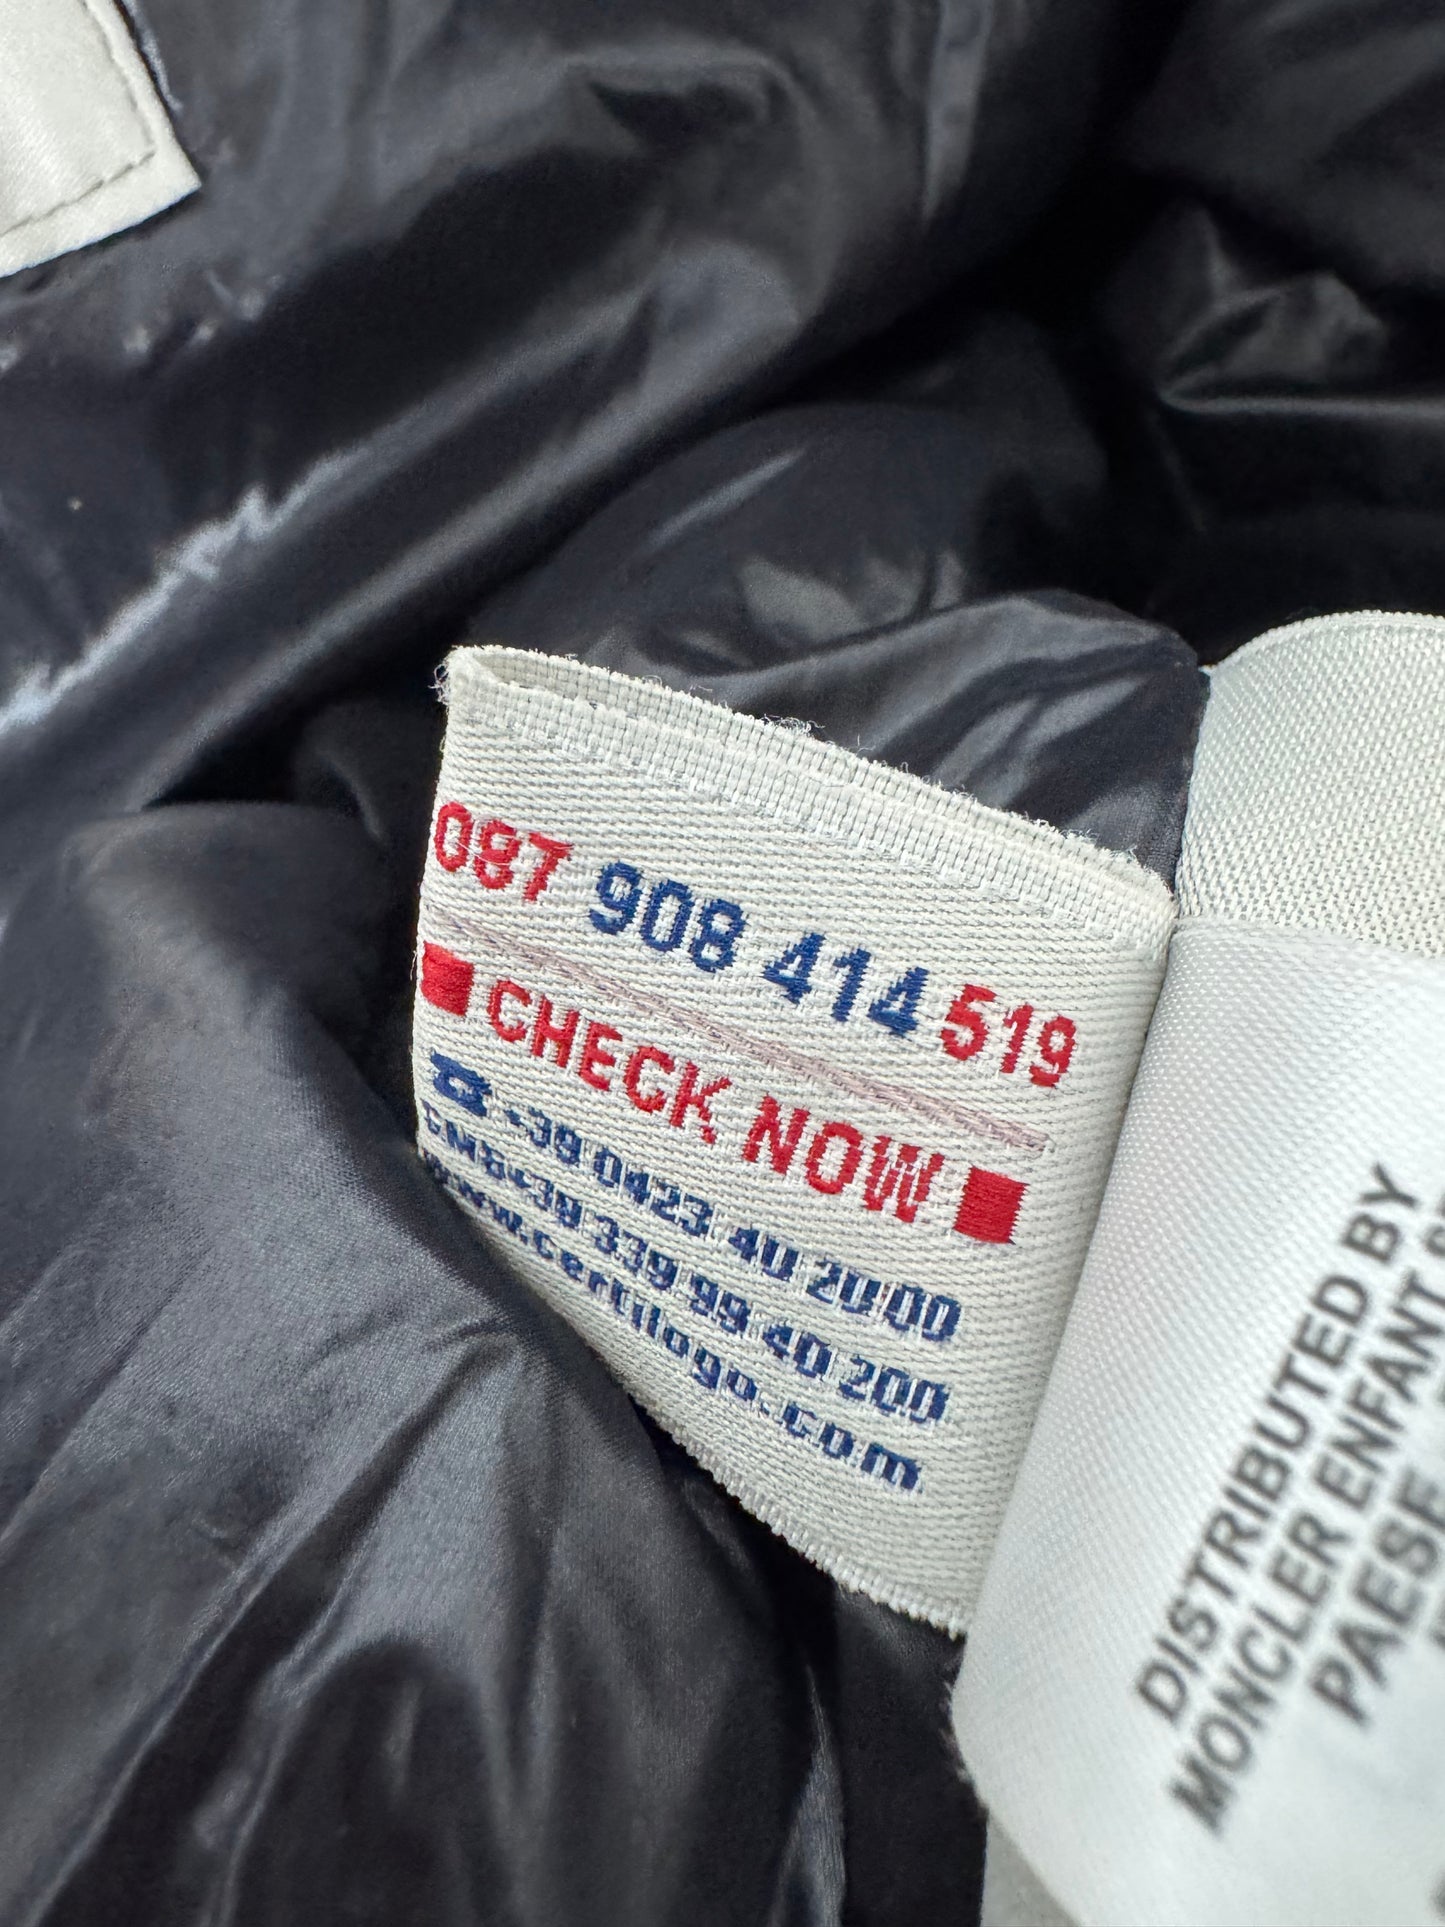 087 908 414 519
CHECK NOW
+39 0423 40 20 00
SMS+39 339 99 40 200
www.certilogo.com
DISTRIBUTED BY
MONCLER ENFANT
PAESE